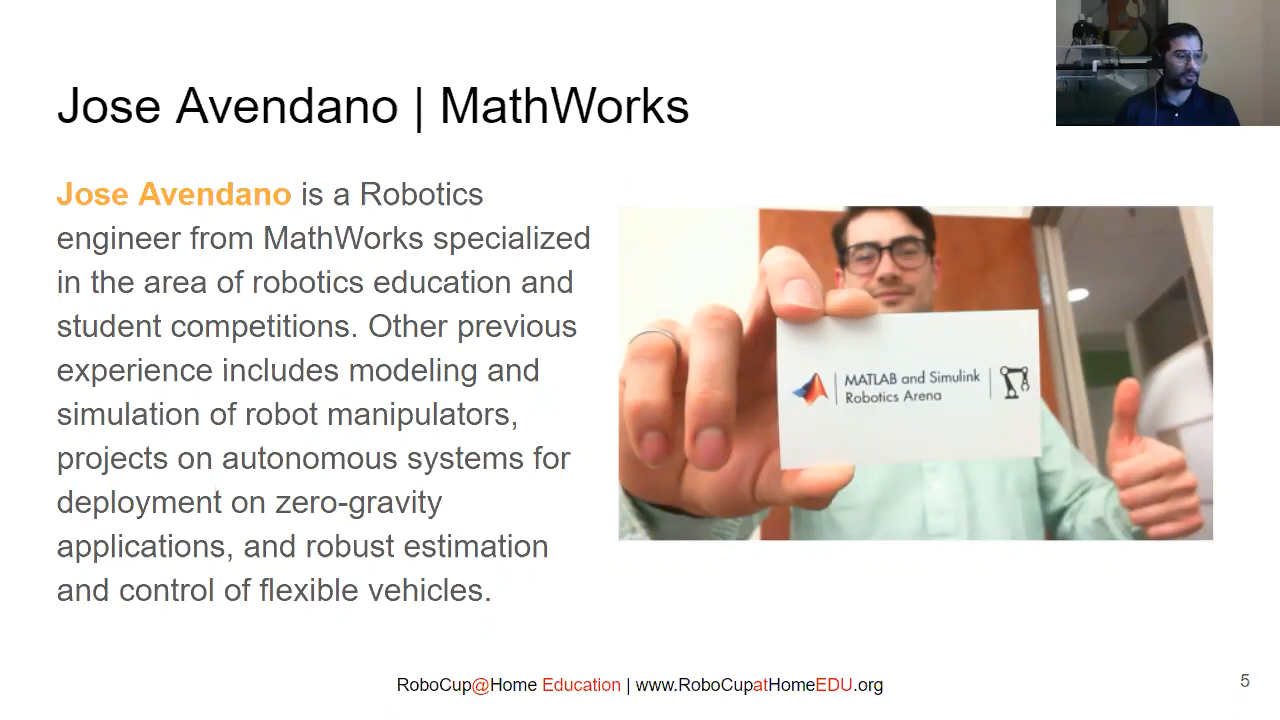 Jose Avendano | MathWorks
Jose Avendano is a Robotics
engineer from MathWorks specialized
in the area of robotics education and
student competitions. Other previous
experience includes modeling and
simulation of robot manipulators,
projects on autonomous systems for
deployment on zero-gravity
applications, and robust estimation
and control of flexible vehicles.
MATLAB and Simulink
Robotics Arena
RoboCup@Home Education | www.RoboCupatHomeEDU.org
5